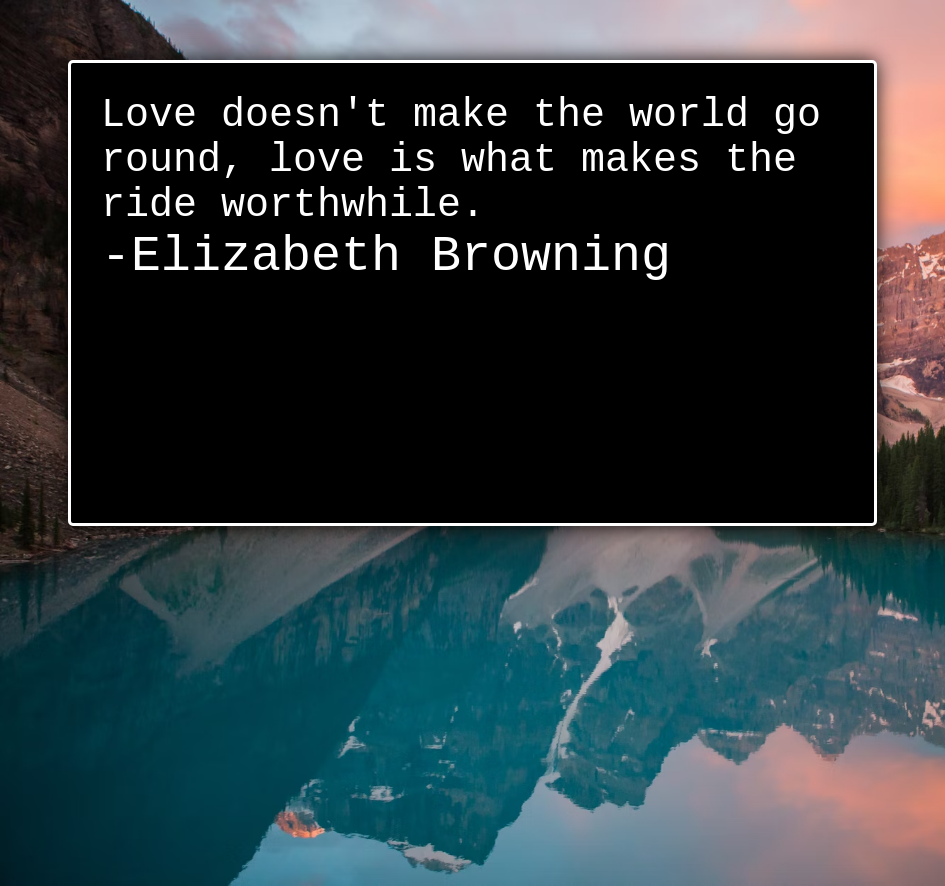 Love doesn't make the world go
round, love is what makes the
ride worthwhile.
-Elizabeth Browning